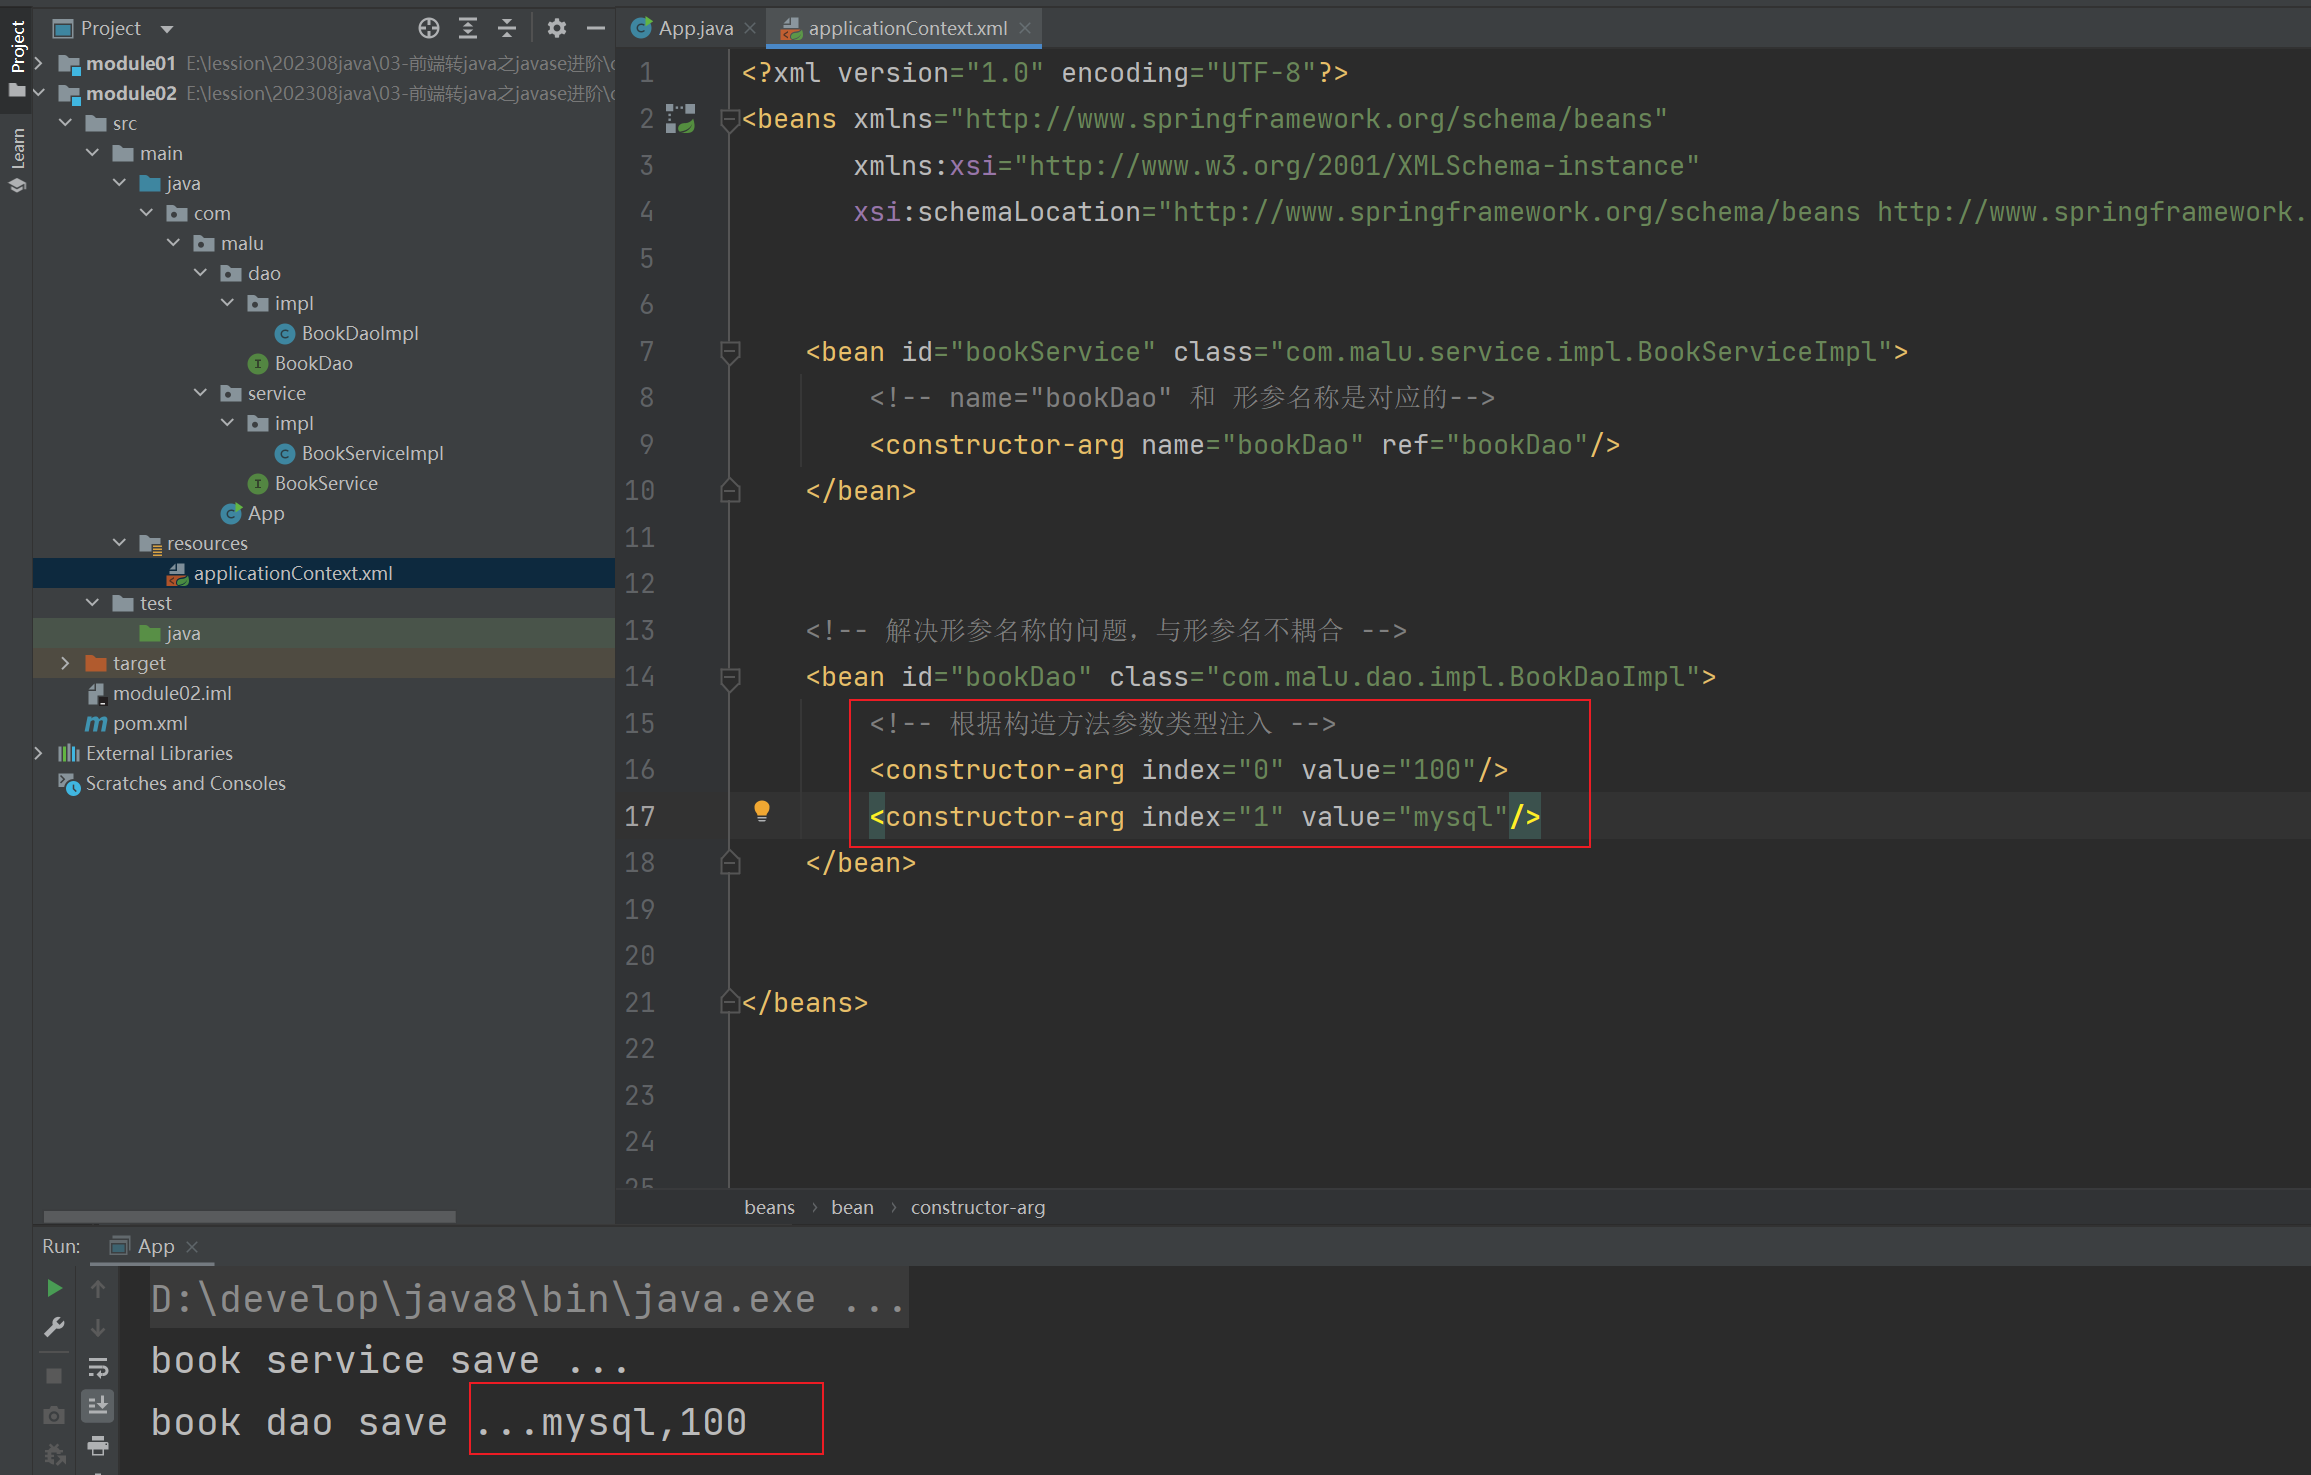 Project
Learn
Project
module01 E:\lession\202308java\03-前端转java之javase进阶\
module02 E:\lession\202308java\03-前端转java之javase进阶\
src
main
java
com
malu
dao
impl
BookDaoImpl
BookDao
service
impl
BookServiceImpl
BookService
App
resources
applicationContext.xml
test
java
target
module02.iml
pom.xml
External Libraries
Scratches and Consoles
App.java
applicationContext.xml
1 <?xml version="1.0" encoding="UTF-8"?>
2 <beans xmlns="http://www.springframework.org/schema/beans"
3 xmlns:xsi="http://www.w3.org/2001/XMLSchema-instance"
4 xsi:schemaLocation="http://www.springframework.org/schema/beans http://www.springframework.
5
6
7 <bean id="bookService" class="com.malu.service.impl.BookServiceImpl">
8 <!-- name="bookDao" 和 形参名称是对应的-->
9 <constructor-arg name="bookDao" ref="bookDao"/>
10 </bean>
11
12
13 <!-- 解决形参名称的问题，与形参名不耦合 -->
14 <bean id="bookDao" class="com.malu.dao.impl.BookDaoImpl">
15 <!-- 根据构造方法参数类型注入 -->
16 <constructor-arg index="0" value="100"/>
17 <constructor-arg index="1" value="mysql"/>
18 </bean>
19
20
21 </beans>
22
23
24
25
beans › bean › constructor-arg
Run: App
D:\develop\java8\bin\java.exe ...
book service save ...
book dao save ...mysql,100